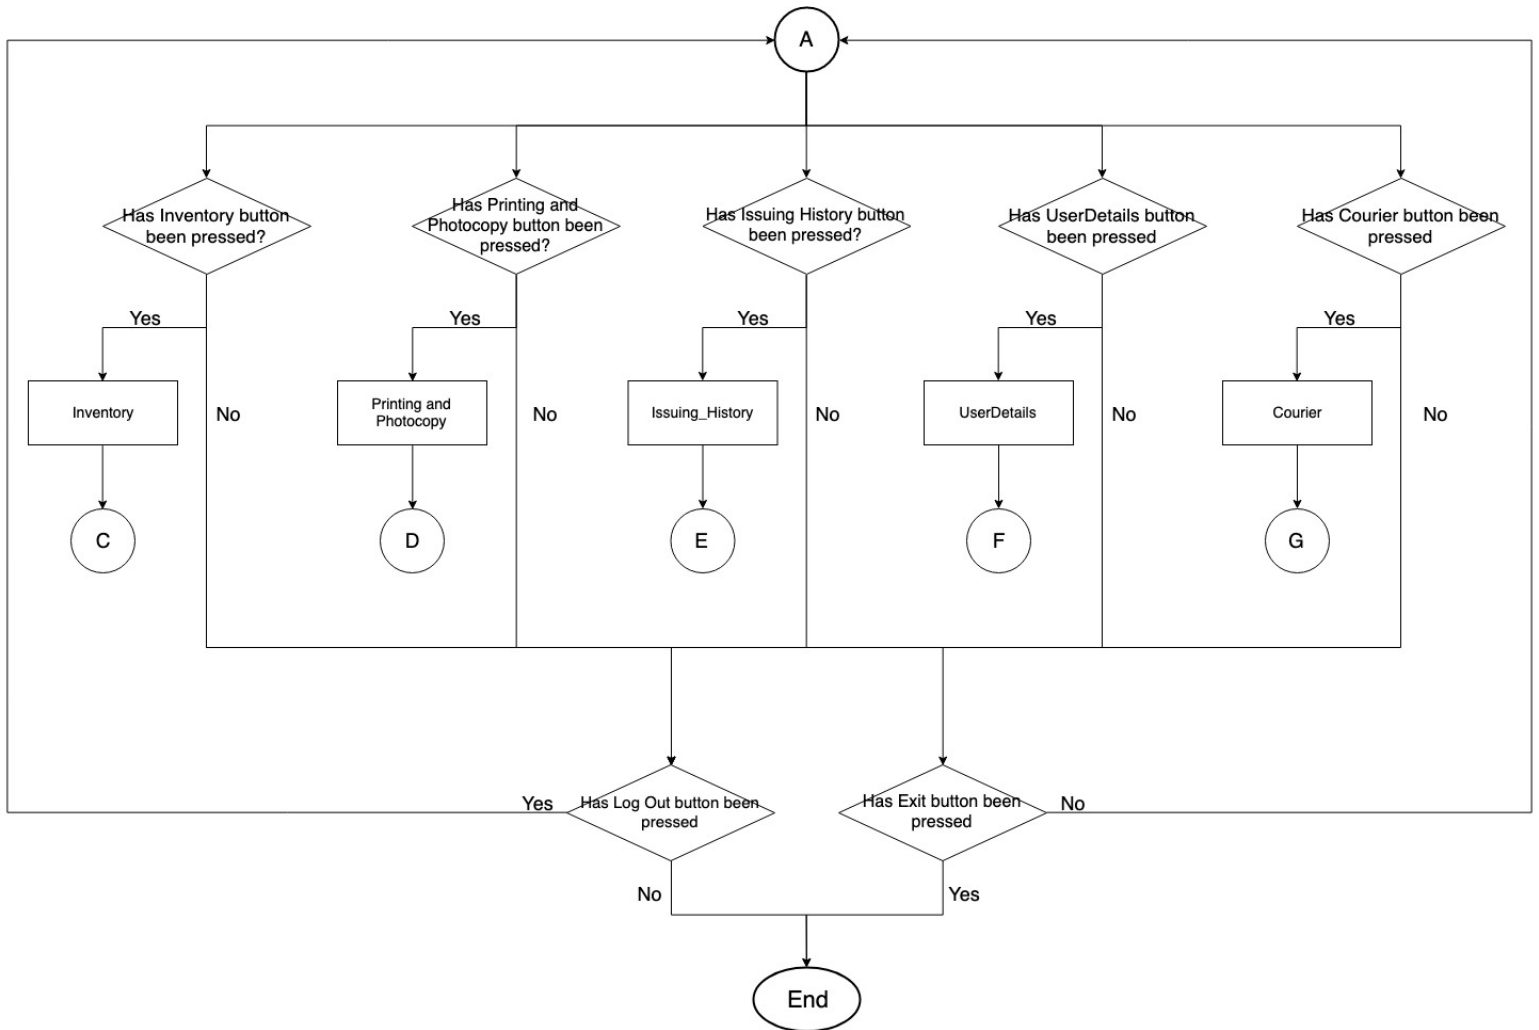 A
Has Inventory button
been pressed?
Has Printing and
Photocopy button been
pressed?
Has Issuing History button
been pressed?
Has UserDetails button
been pressed
Has Courier button been
pressed
Yes
Yes
Yes
Yes
Yes
Inventory
No
Printing and
Photocopy
No
Issuing_History
No
UserDetails
No
Courier
No
C
D
E
F
G
Yes
Has Log Out button been
pressed
Has Exit button been
pressed
No
No
Yes
End